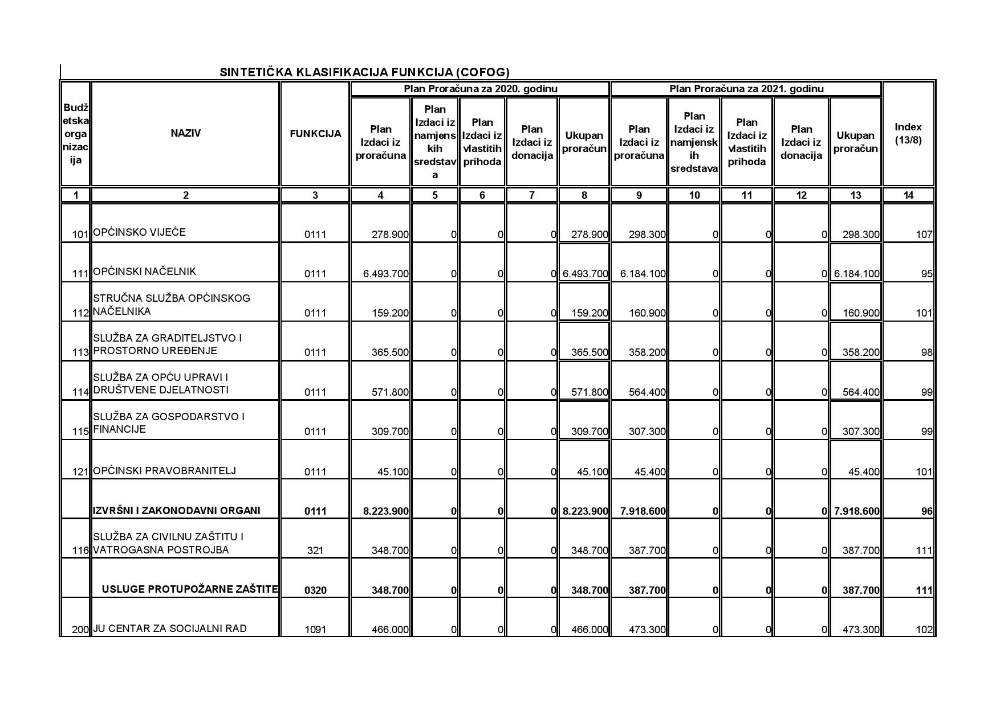 SINTETIČKA KLASIFIKACIJA FUNKCIJA (COFOG)
Budž
etska
orga
nizac
ija
NAZIV
FUNKCIJA
Plan Proračuna za 2020. godinu
Plan
Izdaci iz
proračuna
Plan
Izdaci iz
namjens
kih
sredstav
a
Plan
Izdaci iz
vlastitih
prihoda
Plan
Izdaci iz
donacija
Ukupan
proračun
Plan Proračuna za 2021. godinu
Plan
Izdaci iz
proračuna
Plan
Izdaci iz
namjensk
ih
sredstava
Plan
Izdaci iz
vlastitih
prihoda
Plan
Izdaci iz
donacija
Ukupan
proračun
Index
(13/8)
1 2 3 4 5 6 7 8 9 10 11 12 13 14
101 OPĆINSKO VIJEĆE 0111 278.900 0 0 0 278.900 298.300 0 0 0 298.300 107
111 OPĆINSKI NAČELNIK 0111 6.493.700 0 0 0 6.493.700 6.184.100 0 0 0 6.184.100 95
STRUČNA SLUŽBA OPĆINSKOG
112 NAČELNIKA 0111 159.200 0 0 0 159.200 160.900 0 0 0 160.900 101
SLUŽBA ZA GRADITELJSTVO I
113 PROSTORNO UREĐENJE 0111 365.500 0 0 0 365.500 358.200 0 0 0 358.200 98
SLUŽBA ZA OPĆU UPRAVI I
114 DRUŠTVENE DJELATNOSTI 0111 571.800 0 0 0 571.800 564.400 0 0 0 564.400 99
SLUŽBA ZA GOSPODARSTVO I
115 FINANCIJE 0111 309.700 0 0 0 309.700 307.300 0 0 0 307.300 99
121 OPĆINSKI PRAVOBRANITELJ 0111 45.100 0 0 0 45.100 45.400 0 0 0 45.400 101
IZVRŠNI I ZAKONODAVNI ORGANI 0111 8.223.900 0 0 0 8.223.900 7.918.600 0 0 0 7.918.600 96
SLUŽBA ZA CIVILNU ZAŠTITU I
116 VATROGASNA POSTROJBA 321 348.700 0 0 0 348.700 387.700 0 0 0 387.700 111
USLUGE PROTUPOŽARNE ZAŠTITE 0320 348.700 0 0 0 348.700 387.700 0 0 0 387.700 111
200 JU CENTAR ZA SOCIJALNI RAD 1091 466.000 0 0 0 466.000 473.300 0 0 0 473.300 102